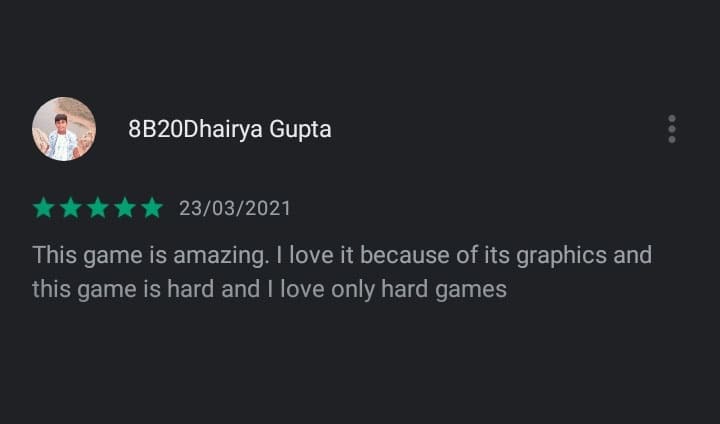 8B20Dhairya Gupta
23/03/2021
This game is amazing. I love it because of its graphics and
this game is hard and I love only hard games